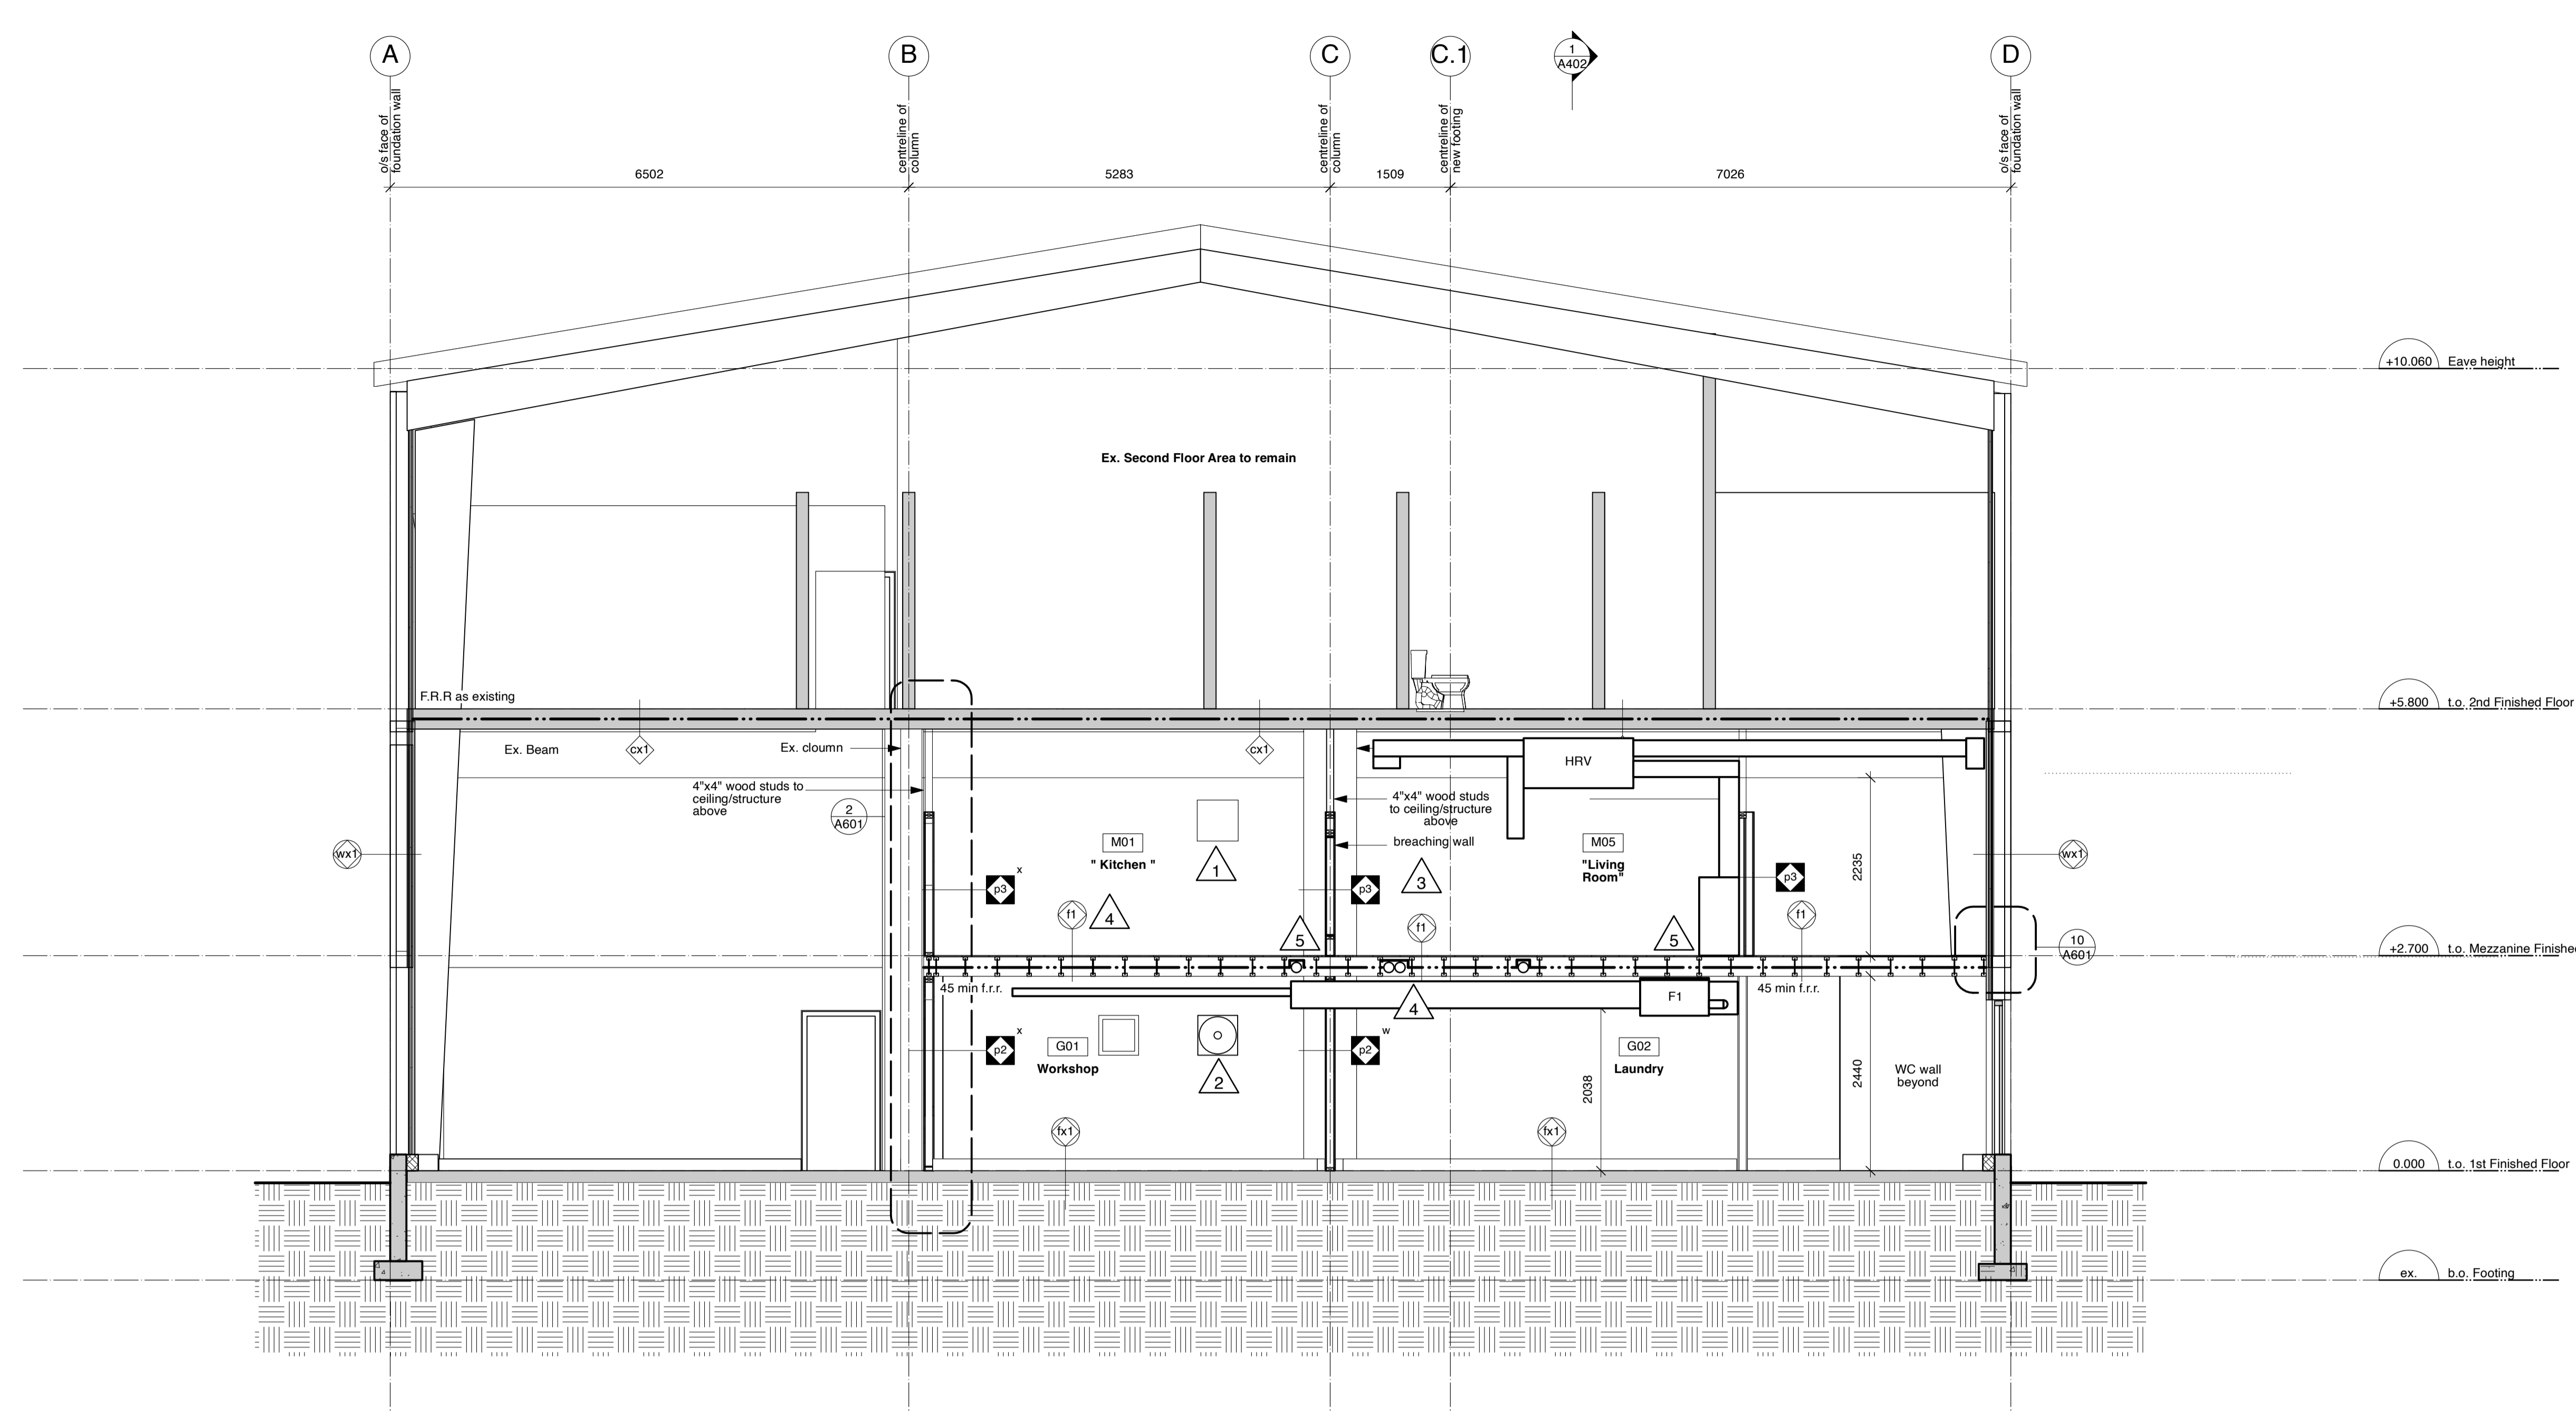 A
B
C
C.1
1
A402
D
o/s face of
foundation wall
centreline of
column
centreline of
column
centreline of
new footing
o/s face of
foundation wall
6502
5283
1509
7026
+10.060
Eave height
Ex. Second Floor Area to remain
F.R.R as existing
+5.800
t.o. 2nd Finished Floor
Ex. Beam
cx1
Ex. cloumn
cx1
HRV
4"x4" wood studs to
ceiling/structure
above
2
A601
4"x4" wood studs
to ceiling/structure
above
breaching wall
M01
" Kitchen "
1
M05
"Living
Room"
wx1
wx1
2235
p3
x
p3
3
p3
f1
4
f1
f1
5
5
10
A601
+2.700
t.o. Mezzanine Finished
45 min f.r.r.
4
F1
45 min f.r.r.
p2
x
G01
Workshop
2
p2
w
G02
Laundry
2038
2440
WC wall
beyond
fx1
fx1
0.000
t.o. 1st Finished Floor
ex.
b.o. Footing